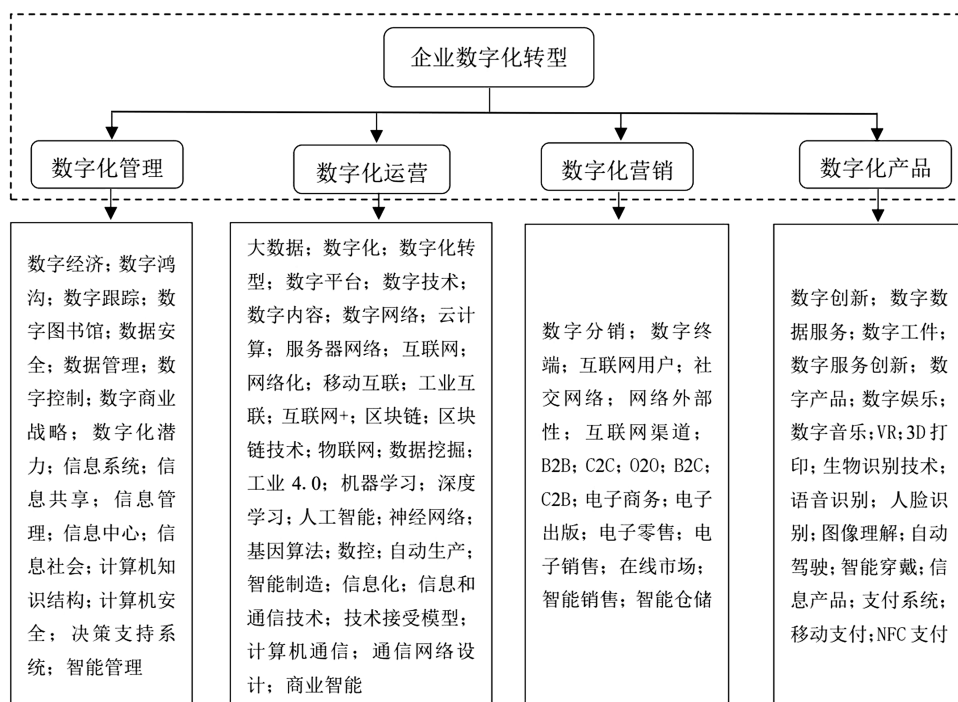 企业数字化转型
数字化管理
数字化运营
数字化营销
数字化产品
数字经济；数字鸿
沟；数字跟踪；数
字图书馆；数据安
全；数据管理；数
字控制；数字商业
战略；数字化潜
力；信息系统；信
息共享；信息管
理；信息中心；信
息社会；计算机知
识结构；计算机安
全；决策支持系
统；智能管理
大数据；数字化；数字化转
型；数字平台；数字技术；
数字内容；数字网络；云计
算；服务器网络；互联网；
网络化；移动互联；工业互
联；互联网+；区块链；区块
链技术；物联网；数据挖掘；
工业 4.0；机器学习；深度
学习；人工智能；神经网络；
基因算法；数控；自动生产；
智能制造；信息化；信息和
通信技术；技术接受模型；
计算机通信；通信网络设
计；商业智能
数字分销；数字终
端；互联网用户；社
交网络；网络外部
性；互联网渠道；
B2B；C2C；O2O；B2C；
C2B；电子商务；电子
出版；电子零售；电
子销售；在线市场；
智能销售；智能仓储
数字创新；数字数
据服务；数字工件；
数字服务创新；数
字产品；数字娱乐；
数字音乐；VR；3D 打
印；生物识别技术；
语音识别；人脸识
别；图像理解；自动
驾驶；智能穿戴；信
息产品；支付系统；
移动支付；NFC 支付